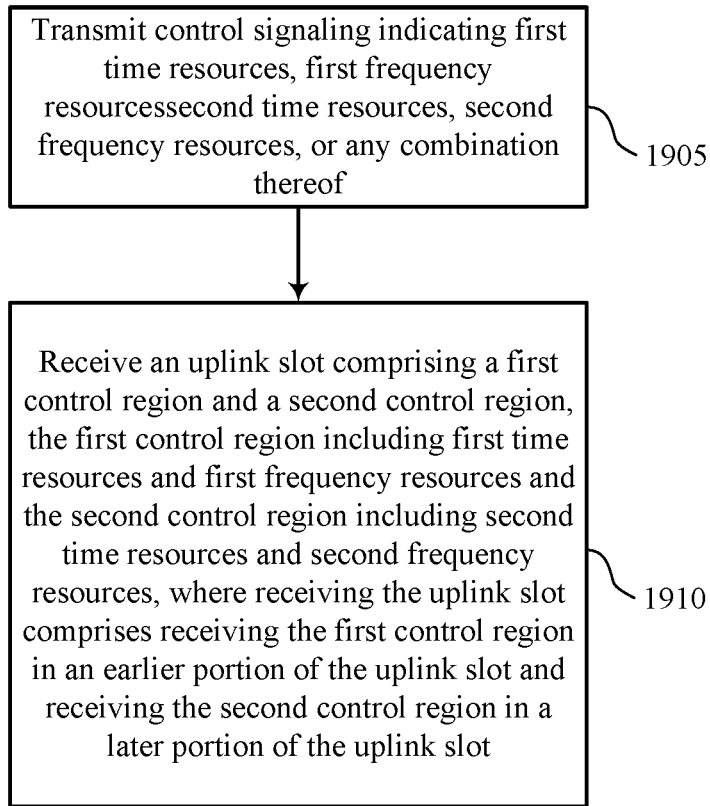 Transmit control signaling indicating first
time resources, first frequency
resourcessecond time resources, second
frequency resources, or any combination
thereof
1905
Receive an uplink slot comprising a first
control region and a second control region,
the first control region including first time
resources and first frequency resources and
the second control region including second
time resources and second frequency
resources, where receiving the uplink slot
comprises receiving the first control region
in an earlier portion of the uplink slot and
receiving the second control region in a
later portion of the uplink slot
1910